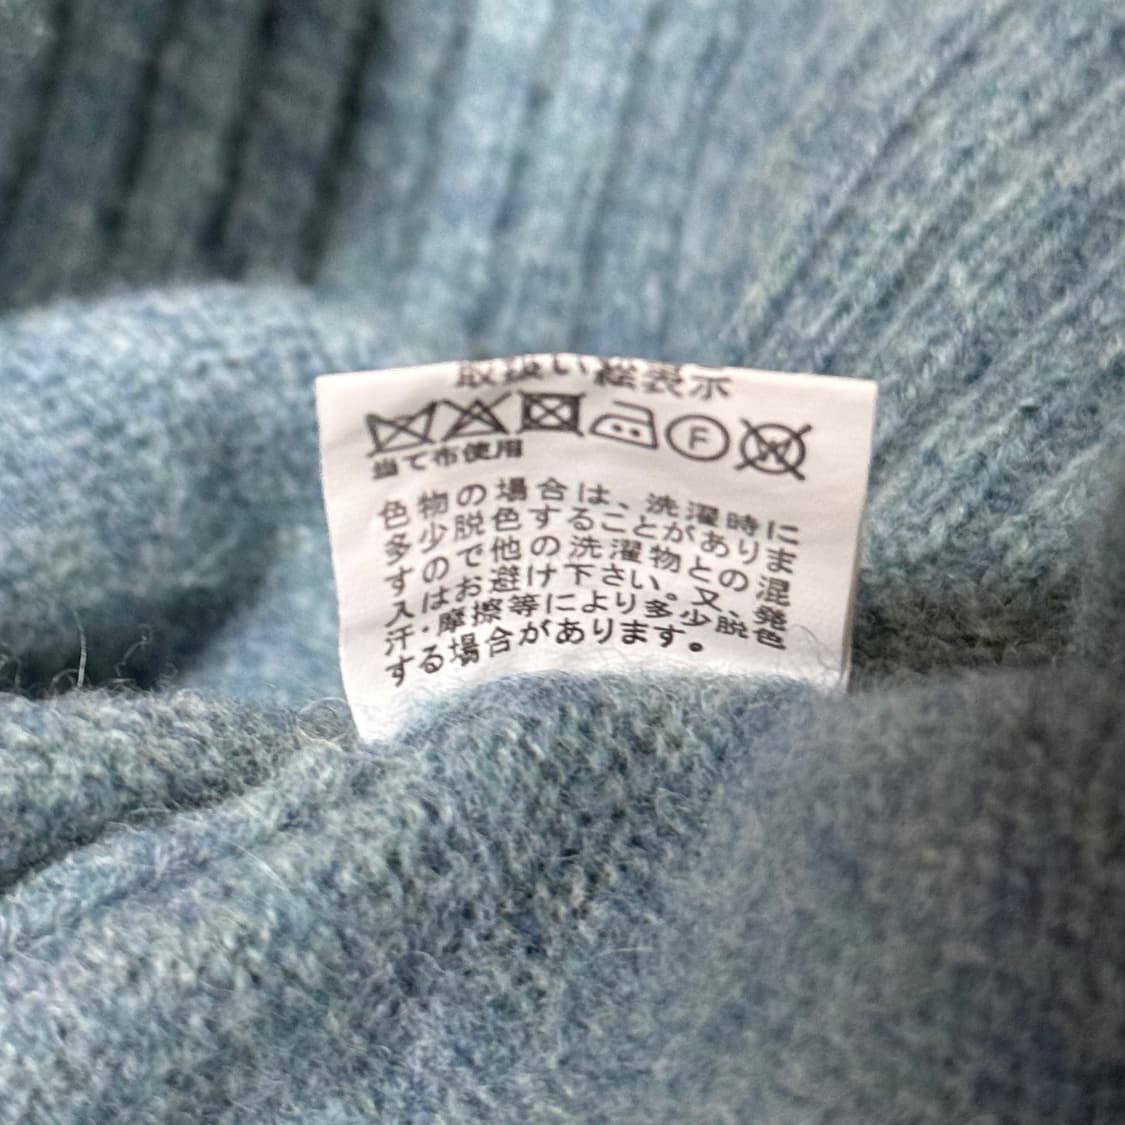 取扱い絵表示
F W
当て布使用
色物の場合は、洗濯時に
多少脱色することがありま
すので他の洗濯物との混
入はお避け下さい。又、発
汗・摩擦等により多少脱色
する場合があります。